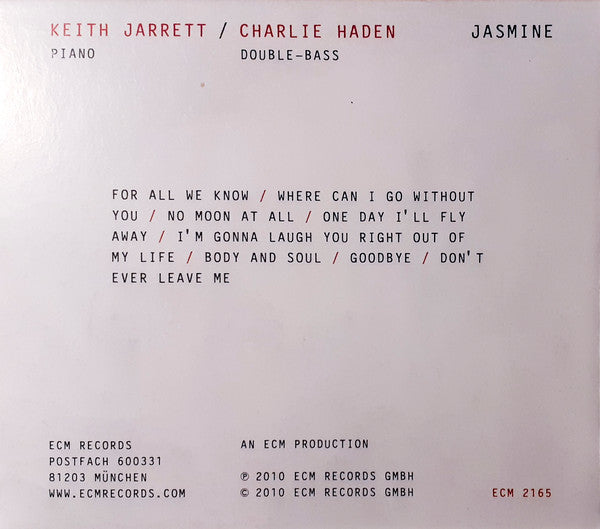 KEITH JARRETT / CHARLIE HADEN JASMINE
PIANO DOUBLE-BASS
FOR ALL WE KNOW / WHERE CAN I GO WITHOUT
YOU / NO MOON AT ALL / ONE DAY I'LL FLY
AWAY / I'M GONNA LAUGH YOU RIGHT OUT OF
MY LIFE / BODY AND SOUL / GOODBYE / DON'T
EVER LEAVE ME
ECM RECORDS AN ECM PRODUCTION
POSTFACH 600331
81203 MÜNCHEN ℗ 2010 ECM RECORDS GMBH
WWW.ECMRECORDS.COM © 2010 ECM RECORDS GMBH ECM 2165